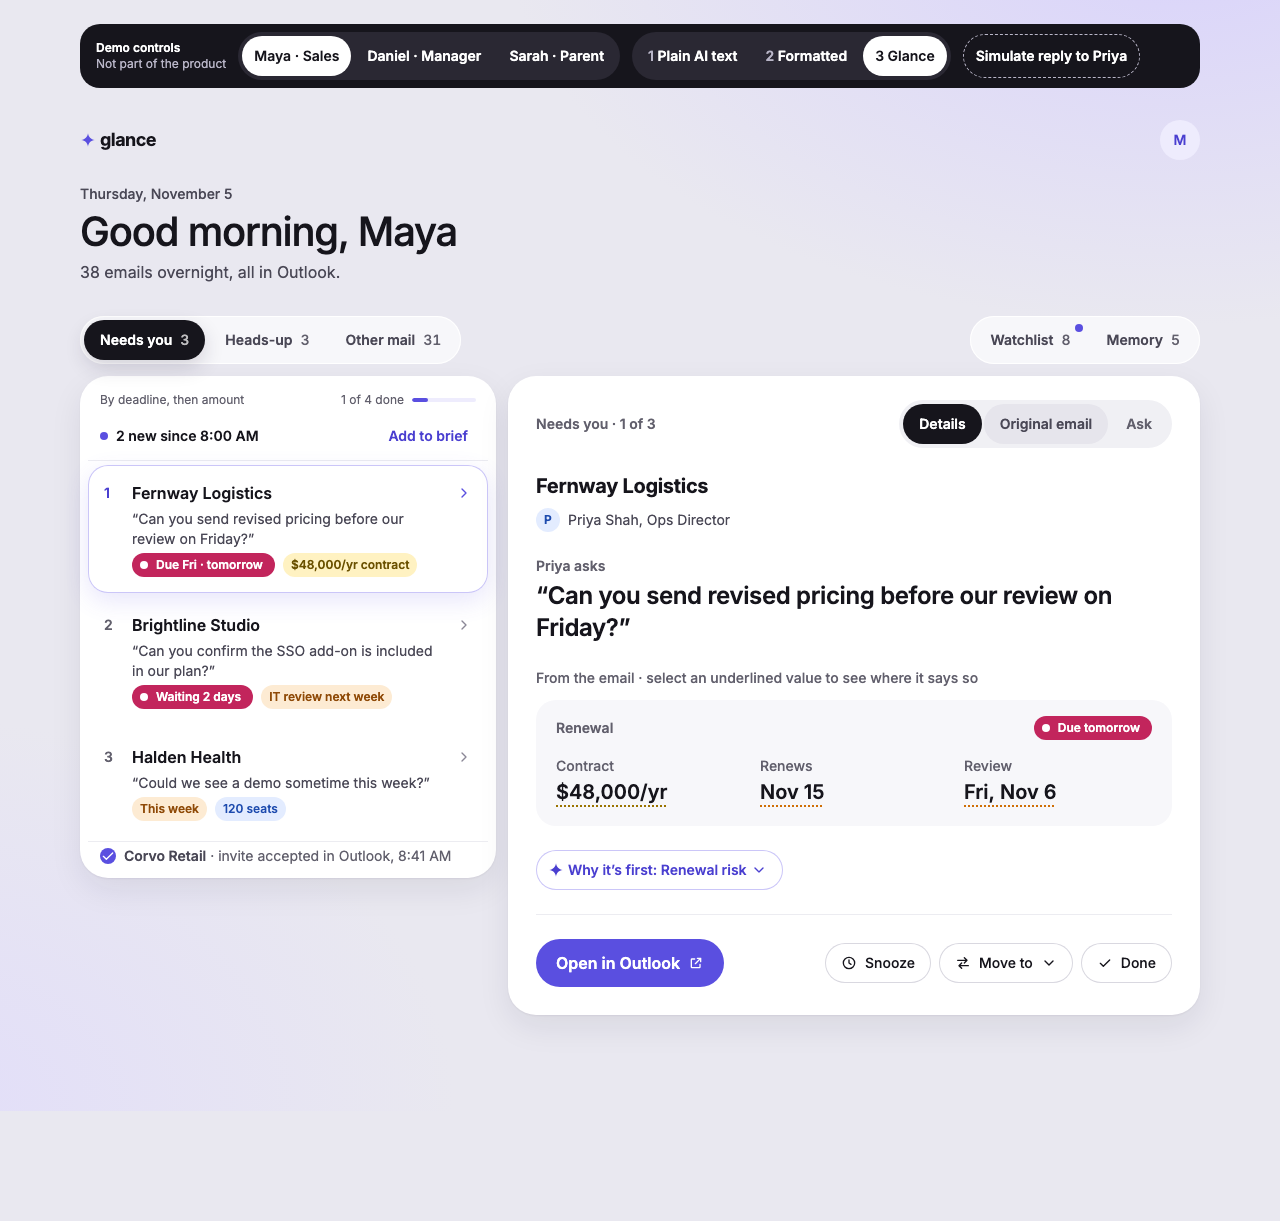 Demo controls
Not part of the product
Maya · Sales
Daniel · Manager
Sarah · Parent
1 Plain AI text
2 Formatted
3 Glance
Simulate reply to Priya
glance
M
Thursday, November 5
Good morning, Maya
38 emails overnight, all in Outlook.
Needs you 3
Heads-up 3
Other mail 31
Watchlist 8
Memory 5
By deadline, then amount
1 of 4 done
2 new since 8:00 AM
Add to brief
1 Fernway Logistics
“Can you send revised pricing before our
review on Friday?”
Due Fri · tomorrow
$48,000/yr contract
2 Brightline Studio
“Can you confirm the SSO add-on is included
in our plan?”
Waiting 2 days
IT review next week
3 Halden Health
“Could we see a demo sometime this week?”
This week
120 seats
Corvo Retail · invite accepted in Outlook, 8:41 AM
Needs you · 1 of 3
Details
Original email
Ask
Fernway Logistics
P Priya Shah, Ops Director
Priya asks
“Can you send revised pricing before our review on
Friday?”
From the email · select an underlined value to see where it says so
Renewal
Due tomorrow
Contract
$48,000/yr
Renews
Nov 15
Review
Fri, Nov 6
Why it’s first: Renewal risk
Open in Outlook
Snooze
Move to
Done